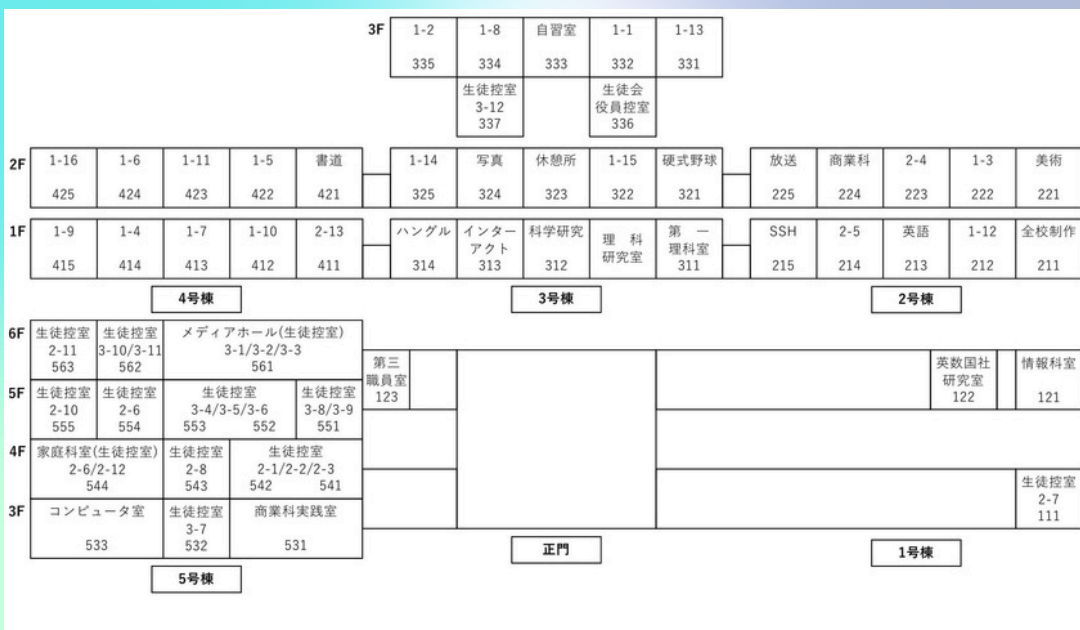 3F
1-2 1-8 自習室 1-1 1-13
335 334 333 332 331
生徒控室
3-12
337
生徒会
役員控室
336
2F
1-16 1-6 1-11 1-5 書道 1-14 写真 休憩所 1-15 硬式野球 放送 商業科 2-4 1-3 美術
425 424 423 422 421 325 324 323 322 321 225 224 223 222 221
1F
1-9 1-4 1-7 1-10 2-13
415 414 413 412 411
ハングル
314
インター
アクト
313
科学研究
312
理 科
研究室
第 一
理科室
311
SSH 2-5 英語 1-12 全校制作
215 214 213 212 211
4号棟 3号棟 2号棟
6F
生徒控室
2-11
563
生徒控室
3-10/3-11
562
メディアホール(生徒控室)
3-1/3-2/3-3
561
5F
生徒控室
2-10
555
生徒控室
2-6
554
生徒控室
3-4/3-5/3-6
553 552
生徒控室
3-8/3-9
551
4F
家庭科室(生徒控室)
2-6/2-12
544
生徒控室
2-8
543
生徒控室
2-1/2-2/2-3
542 541
3F
コンピュータ室
533
生徒控室
3-7
532
商業科実践室
531
5号棟
第三
職員室
123
正門
英数国社
研究室
122
情報科室
121
生徒控室
2-7
111
1号棟